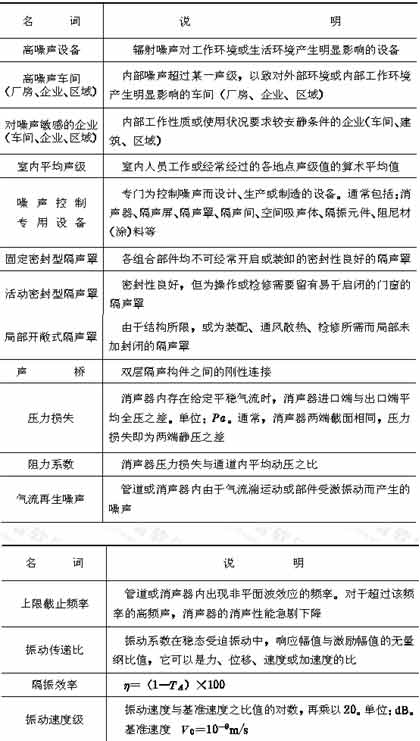 名 词 说 明
高噪声设备 辐射噪声对工作环境或生活环境产生明显影响的设备
高噪声车间
(厂房、企业、区域)
内部噪声超过某一声级，以致对外部环境或内部工作环境
产生明显影响的车间（厂房、企业、区域）
对噪声敏感的企业
(车间、企业、区域)
内部工作性质或使用状况要求较安静条件的企业(车间、建
筑、区域)
室内平均声级 室内人员工作或经常经过的各地点声级值的算术平均值
噪声控制
专用设备
专门为控制噪声而设计、生产或制造的设备。通常包括:消
声器、隔声屏、隔声罩、隔声间、空间吸声体、隔振元件、阻尼材
(涂)料等
固定密封型隔声罩 各组合部件均不可经常开启或装卸的密封性良好的隔声罩
活动密封型隔声罩
密封性良好，但为操作或检修需要留有易于启闭的门窗的
隔声罩
局部开敞式隔声罩
由于结构所限，或为装配、通风散热、检修所需而局部未
加封闭的隔声罩
声 桥 双层隔声构件之间的刚性连接
压力损失
消声器内存在给定平稳气流时，消声器进口端与出口端平
均全压之差。单位：Pa。通常，消声器两端截面相同，压力
损失即为两端静压之差
阻力系数 消声器压力损失与通道内平均动压之比
气流再生噪声
管道或消声器内由于气流湍运动或部件受激振动而产生的
噪声
名 词 说 明
上限截止频率
管道或消声器内出现非平面波效应的频率。对于超过该频
率的高频声，消声器的消声性能急剧下降
振动传递比
振动系数在稳态受迫振动中，响应幅值与激励幅值的无量
纲比值，它可以是力、位移、速度或加速度的比
隔振效率 η=（1—T_A）×100
振动速度级
振动速度与基准速度之比值的对数，再乘以20。单位：dB。
基准速度 V₀=10⁻⁹m/s